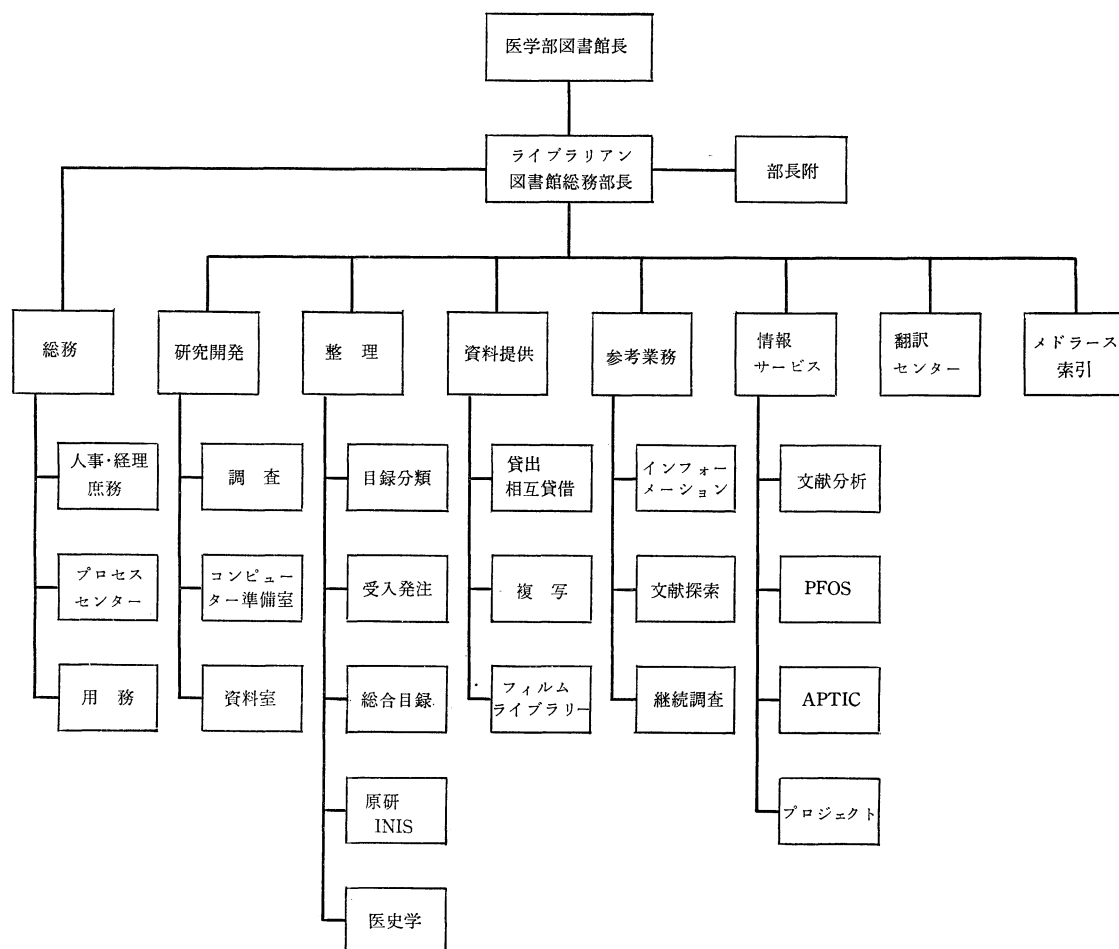 医学部図書館長
ライブラリアン
図書館総務部長
部長附
総務
研究開発
整理
資料提供
参考業務
情報
サービス
翻訳
センター
メドラース
索引
人事・経理
庶務
プロセス
センター
用務
調査
コンピュー
ター準備室
資料室
目録分類
受入発注
総合目録
原研
INIS
医史学
貸出
相互貸借
複写
フィルム
ライブラリー
インフォー
メーション
文献探索
継続調査
文献分析
PFOS
APTIC
プロジェクト